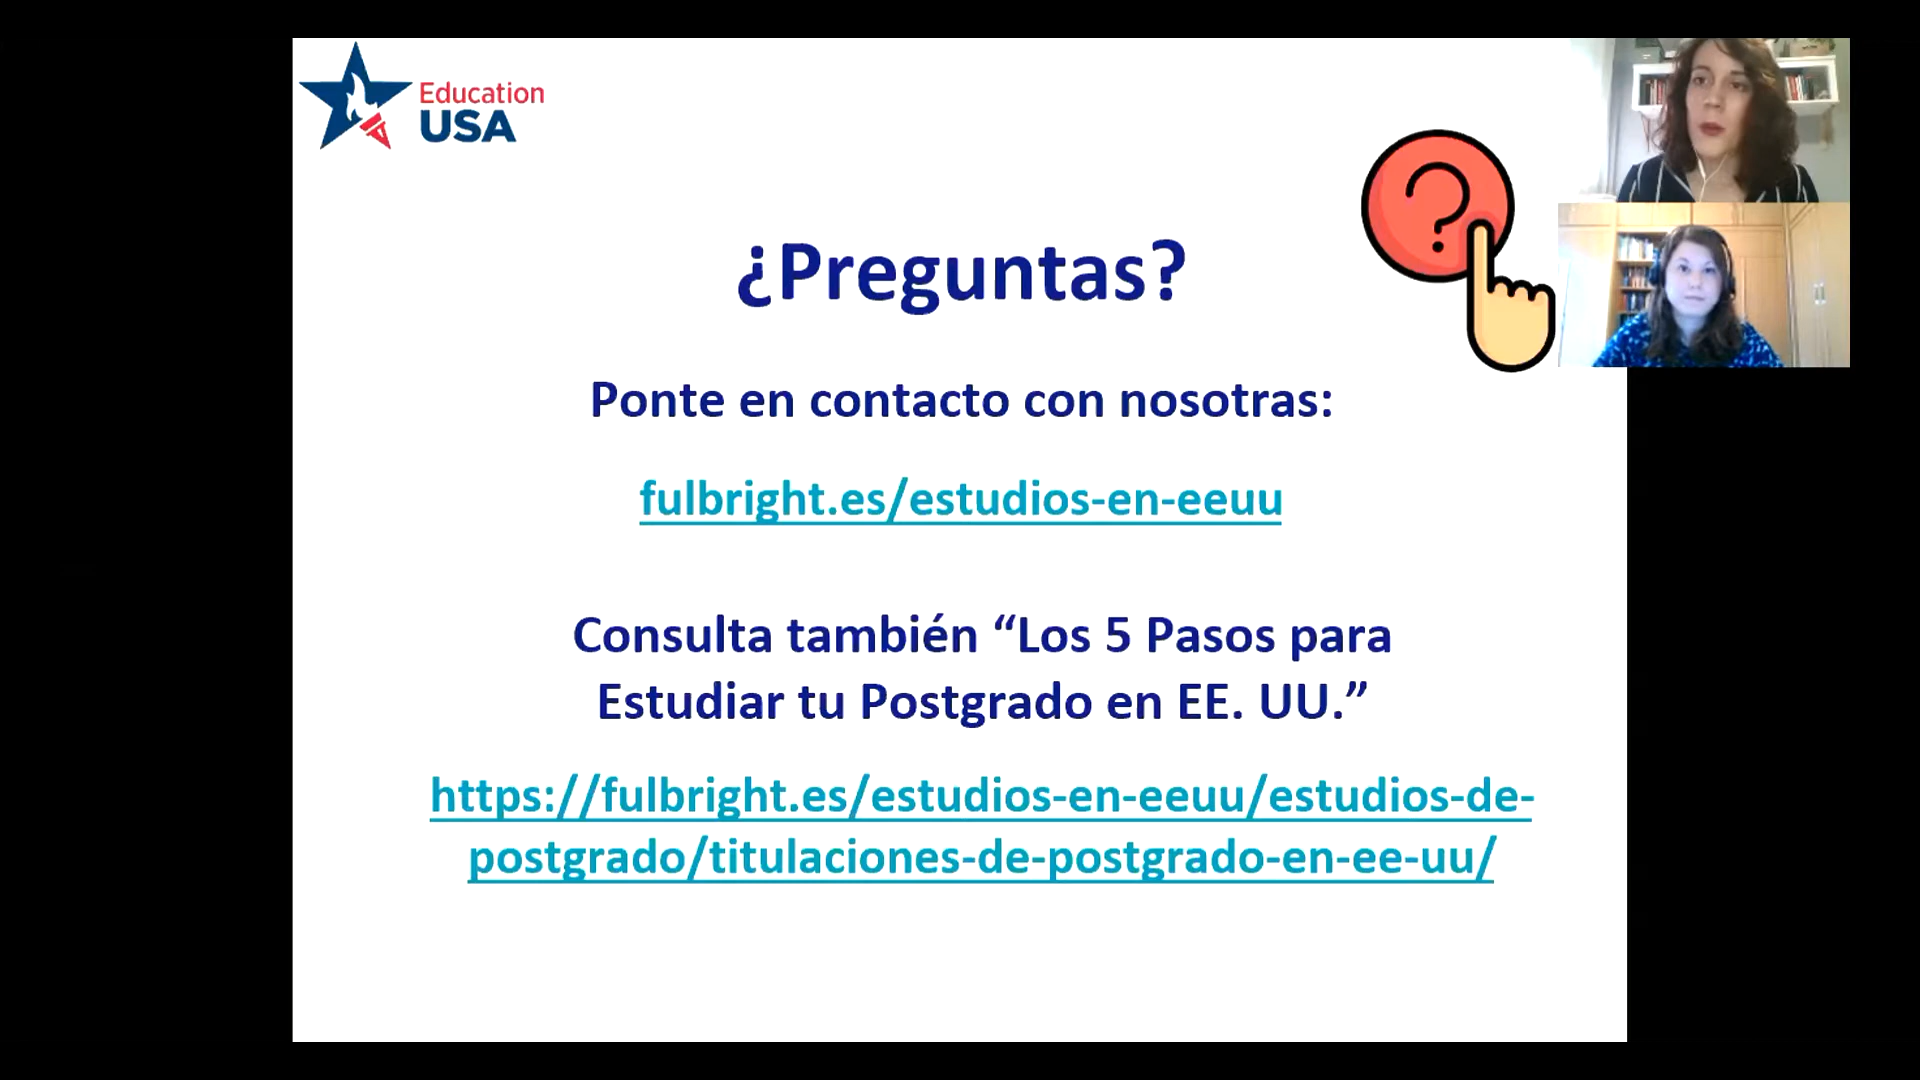 Education
USA
?
¿Preguntas?
Ponte en contacto con nosotras:
fulbright.es/estudios-en-eeuu
Consulta también “Los 5 Pasos para
Estudiar tu Postgrado en EE. UU.”
https://fulbright.es/estudios-en-eeuu/estudios-de-
postgrado/titulaciones-de-postgrado-en-ee-uu/